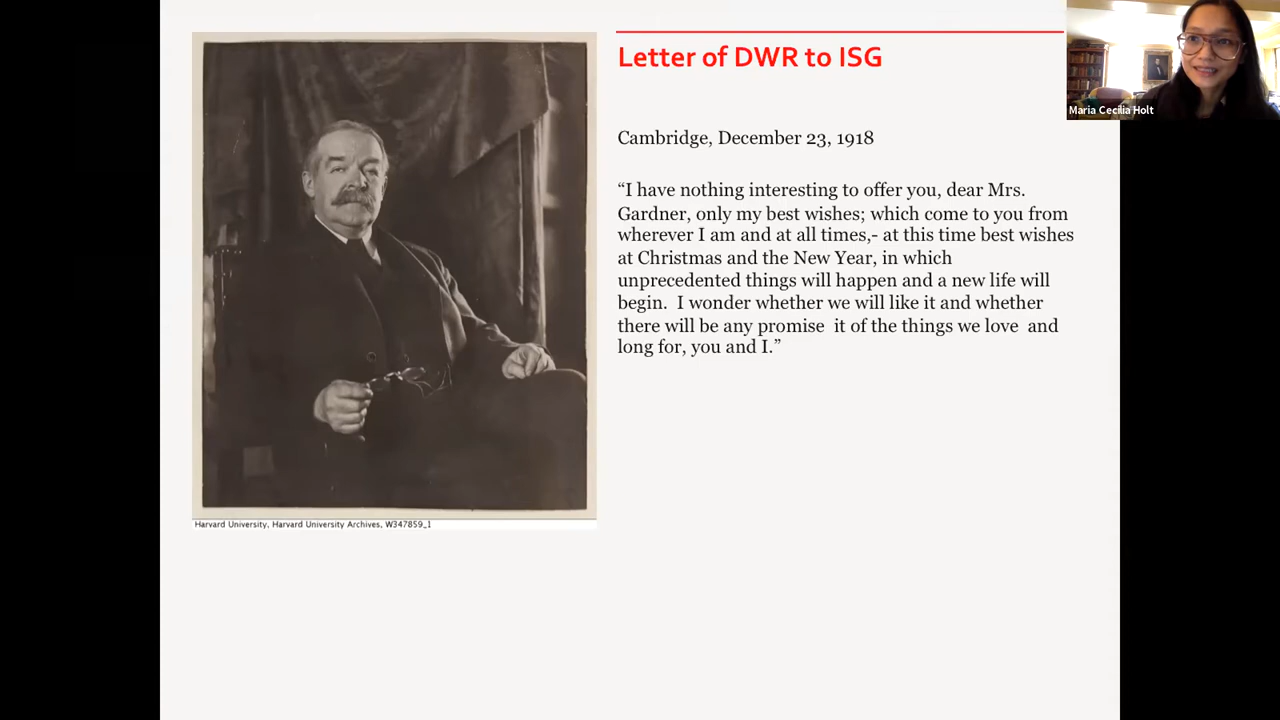 Letter of DWR to ISG
Maria Cecilia Holt
Cambridge, December 23, 1918
“I have nothing interesting to offer you, dear Mrs.
Gardner, only my best wishes; which come to you from
wherever I am and at all times,- at this time best wishes
at Christmas and the New Year, in which
unprecedented things will happen and a new life will
begin.  I wonder whether we will like it and whether
there will be any promise  it of the things we love  and
long for, you and I.”
Harvard University, Harvard University Archives, W347859_1